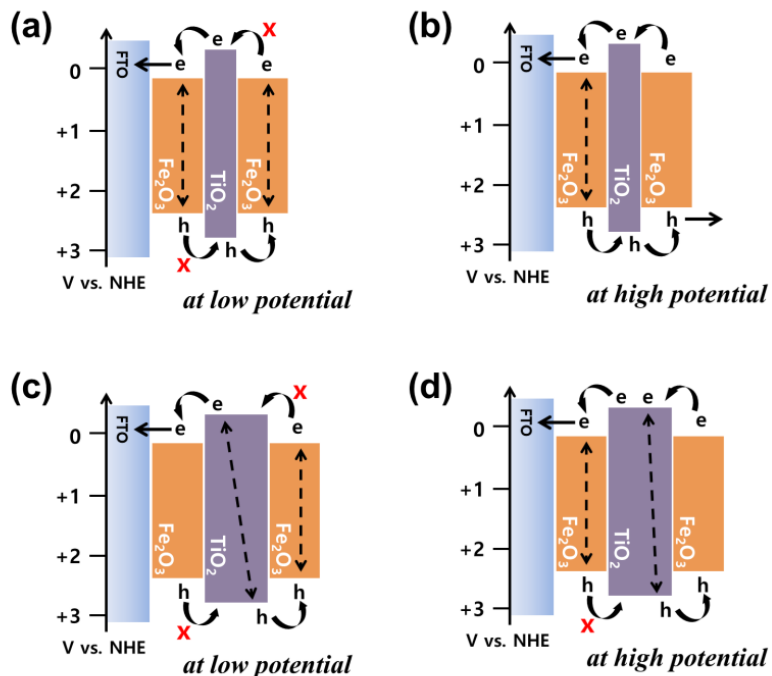 (a)
x
e
e
e
FTO
0
+1
+2
+3
Fe2O3
TiO2
Fe2O3
h
h
h
x
V vs. NHE
at low potential
(b)
e
e
e
FTO
0
+1
+2
+3
Fe2O3
TiO2
Fe2O3
h
h
h
V vs. NHE
at high potential
(c)
x
e
e
e
FTO
0
+1
+2
+3
Fe2O3
TiO2
Fe2O3
h
h
h
x
V vs. NHE
at low potential
(d)
e
e
e
e
FTO
0
+1
+2
+3
Fe2O3
TiO2
Fe2O3
h
h
h
x
V vs. NHE
at high potential